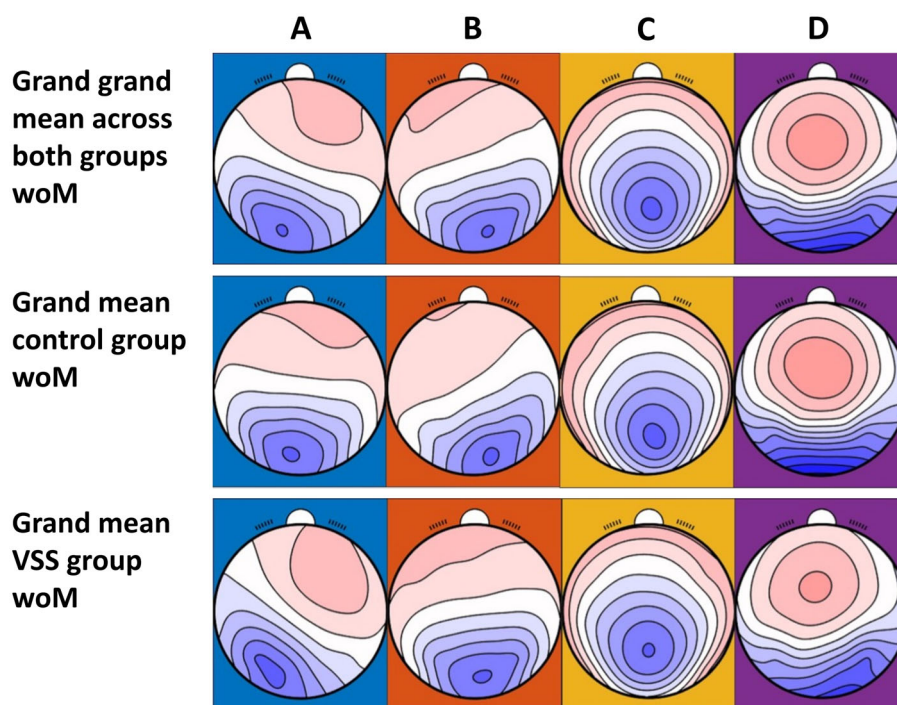 A B C D
Grand grand
mean across
both groups
woM
Grand mean
control group
woM
Grand mean
VSS group
woM